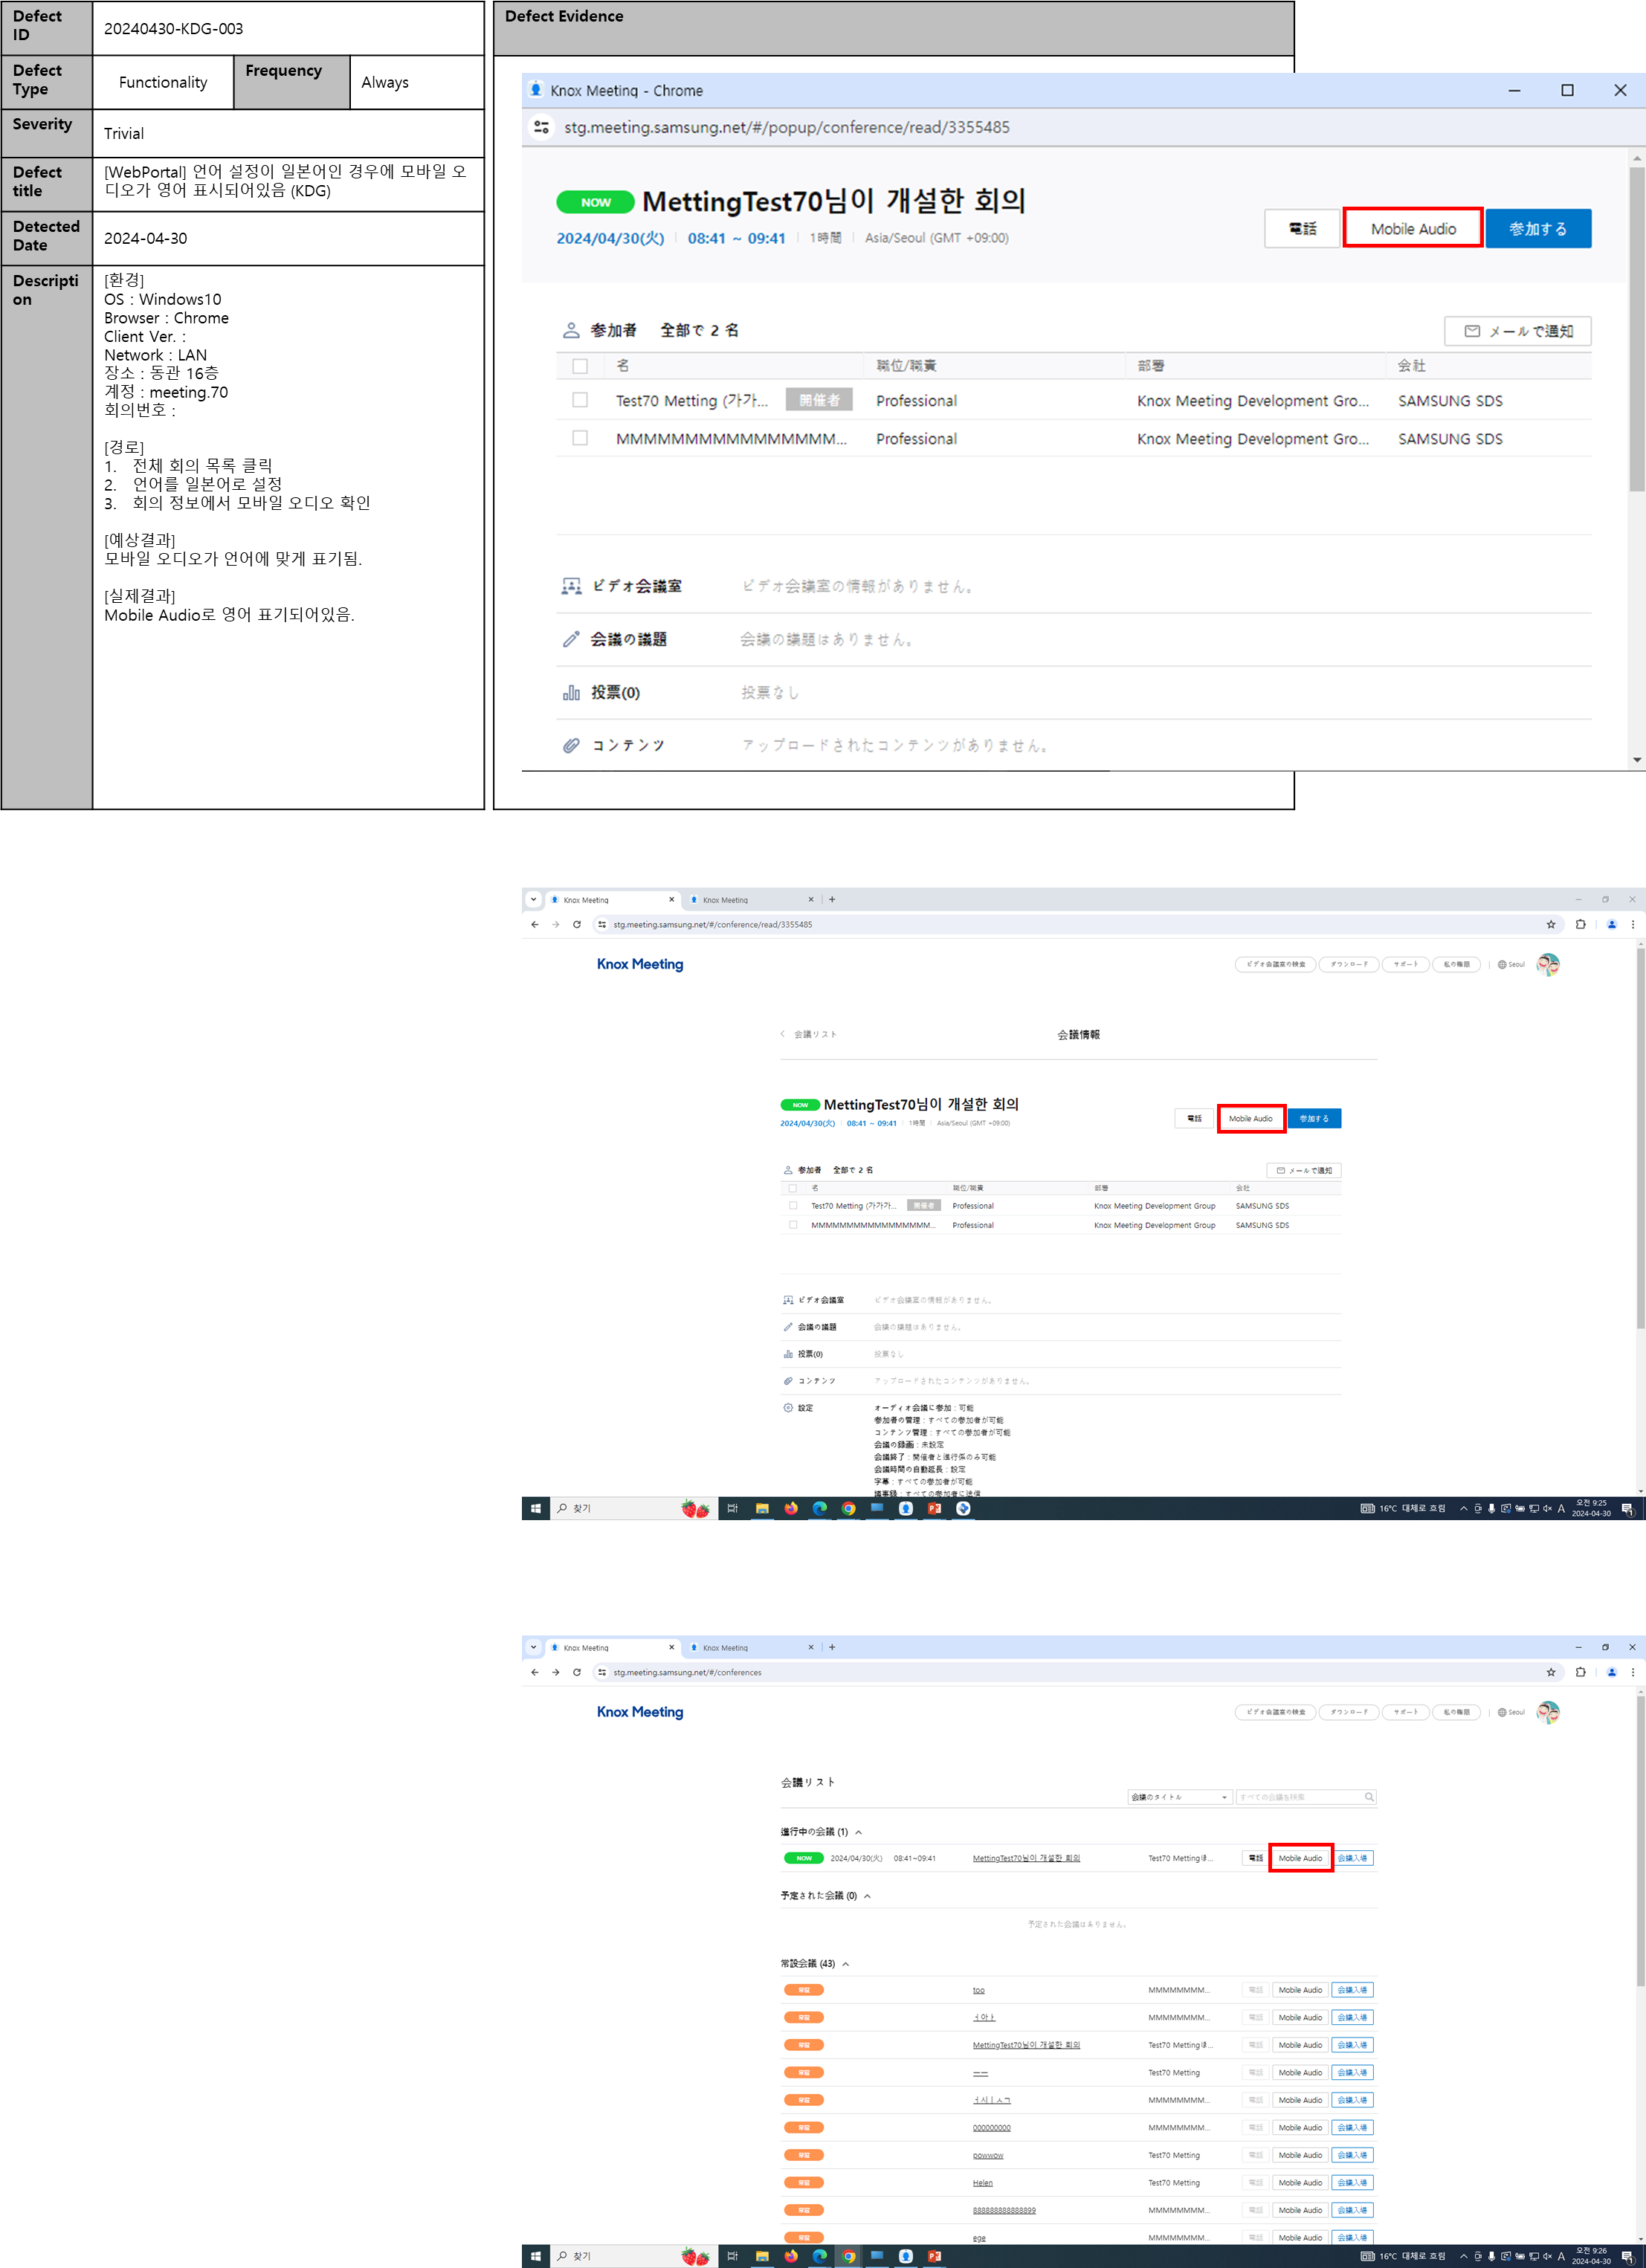 Defect ID
20240430-KDG-003
Defect Type
Functionality
Frequency
Always
Severity
Trivial
Defect title
[WebPortal] 언어 설정이 일본어인 경우에 모바일 오
디오가 영어 표시되어있음 (KDG)
Detected Date
2024-04-30
Descripti
on
[환경]
OS : Windows10
Browser : Chrome
Client Ver. :
Network : LAN
장소 : 동관 16층
계정 : meeting.70
회의번호 :
[경로]
1. 전체 회의 목록 클릭
2. 언어를 일본어로 설정
3. 회의 정보에서 모바일 오디오 확인
[예상결과]
모바일 오디오가 언어에 맞게 표기됨.
[실제결과]
Mobile Audio로 영어 표기되어있음.
Defect Evidence
Knox Meeting - Chrome
stg.meeting.samsung.net/#/popup/conference/read/3355485
NOW MettingTest70님이 개설한 회의
2024/04/30(火) 08:41 ~ 09:41 1時間 Asia/Seoul (GMT +09:00)
電話 Mobile Audio 参加する
参加者 全部で 2 名
メールで通知
名 職位/職責 部署 会社
Test70 Metting (가가... 開催者 Professional Knox Meeting Development Gro... SAMSUNG SDS
MMMMMMMMMMMMMMMM... Professional Knox Meeting Development Gro... SAMSUNG SDS
ビデオ会議室 ビデオ会議室の情報がありません。
会議の議題 会議の議題はありません。
投票(0) 投票なし
コンテンツ アップロードされたコンテンツがありません。
Knox Meeting Knox Meeting
stg.meeting.samsung.net/#/conference/read/3355485
Knox Meeting
ビデオ会議室の検索 ダウンロード サポート 私の権限 Seoul
会議リスト 会議情報
NOW MettingTest70님이 개설한 회의
2024/04/30(火) 08:41 ~ 09:41 1時間 Asia/Seoul (GMT +09:00)
電話 Mobile Audio 参加する
参加者 全部で 2 名
メールで通知
名 職位/職責 部署 会社
Test70 Metting (가가가... 開催者 Professional Knox Meeting Development Group SAMSUNG SDS
MMMMMMMMMMMMMMMM... Professional Knox Meeting Development Group SAMSUNG SDS
ビデオ会議室 ビデオ会議室の情報がありません。
会議の議題 会議の議題はありません。
投票(0) 投票なし
コンテンツ アップロードされたコンテンツがありません。
設定 オーディオ会議に参加 : 可能
参加者の管理 : すべての参加者が可能
コンテンツ管理 : すべての参加者が可能
会議の録画 : 未設定
会議終了 : 開催者と進行係のみ可能
会議時間の自動延長 : 設定
字幕 : すべての参加者が可能
議事録 : すべての参加者に送信
찾기 16°C 대체로 흐림 A 오전 9:25
2024-04-30
Knox Meeting Knox Meeting
stg.meeting.samsung.net/#/conferences
Knox Meeting
ビデオ会議室の検索 ダウンロード サポート 私の権限 Seoul
会議リスト
会議のタイトル すべての会議を検索
進行中の会議 (1)
NOW 2024/04/30(火) 08:41~09:41 MettingTest70님이 개설한 회의 Test70 Metting 電話 Mobile Audio 会議入場
予定された会議 (0)
予定された会議はありません。
常設会議 (43)
常設 too MMMMMMMM... 電話 Mobile Audio 会議入場
常設 ㅓ아ㅏ MMMMMMMM... 電話 Mobile Audio 会議入場
常設 MettingTest70님이 개설한 회의 Test70 Metting 電話 Mobile Audio 会議入場
常設 ㅡㅡ Test70 Metting 電話 Mobile Audio 会議入場
常設 ㅓ시ㅣㅅㄱ MMMMMMMM... 電話 Mobile Audio 会議入場
常設 000000000 MMMMMMMM... 電話 Mobile Audio 会議入場
常設 powwow Test70 Metting 電話 Mobile Audio 会議入場
常設 Helen Test70 Metting 電話 Mobile Audio 会議入場
常設 888888888888899 MMMMMMMM... 電話 Mobile Audio 会議入場
常設 ege MMMMMMMM... 電話 Mobile Audio 会議入場
찾기 16°C 대체로 흐림 A 오전 9:26
2024-04-30